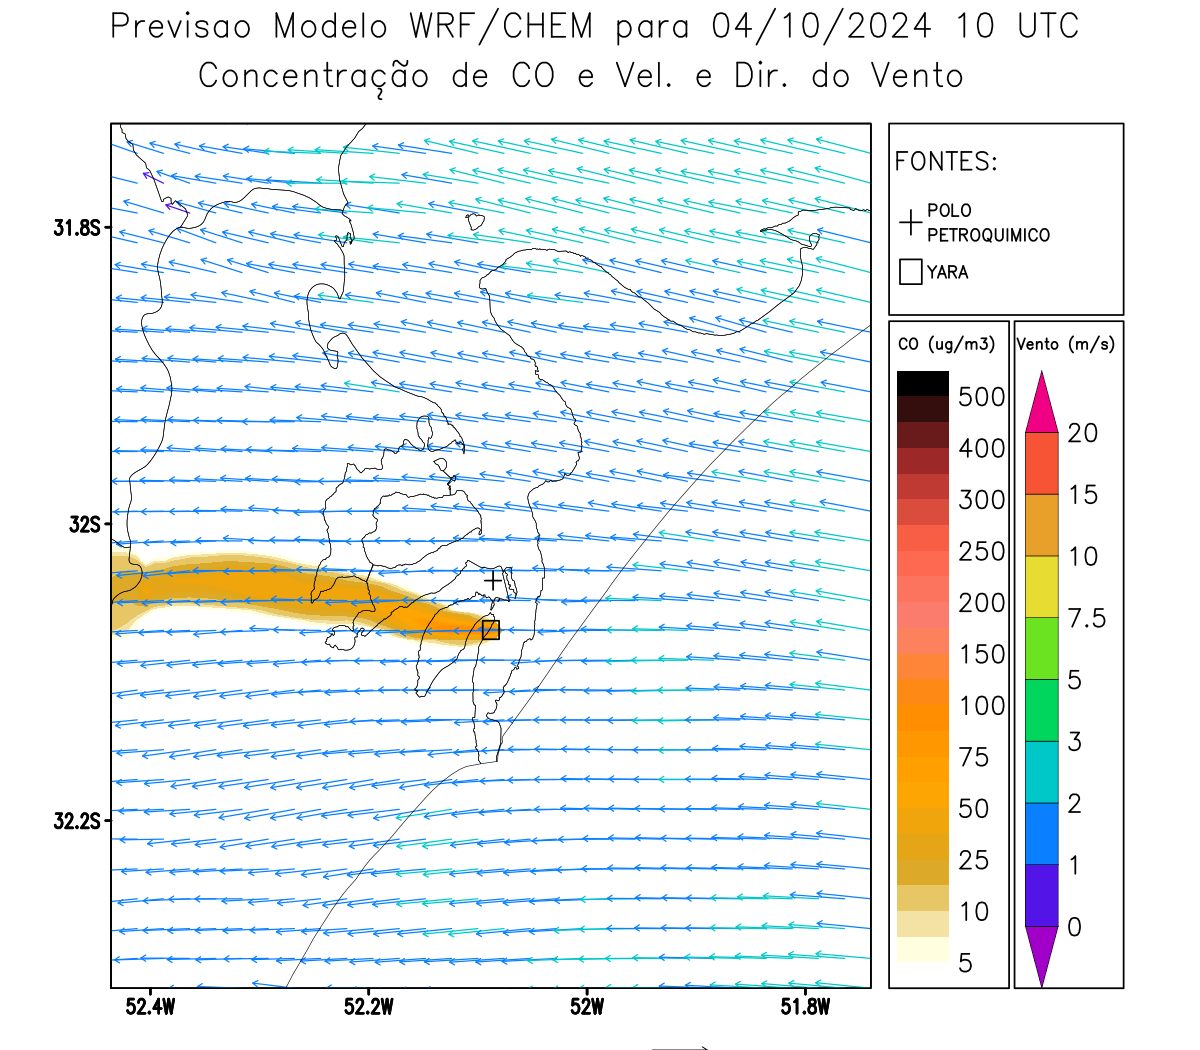 Previsao Modelo WRF/CHEM para 04/10/2024 10 UTC
Concentração de CO e Vel. e Dir. do Vento
FONTES:
POLO
PETROQUIMICO
YARA
CO (ug/m3)
500
400
300
250
200
150
100
75
50
25
10
5
Vento (m/s)
20
15
10
7.5
5
3
2
1
0
31.8S
32S
32.2S
52.4W
52.2W
52W
51.8W